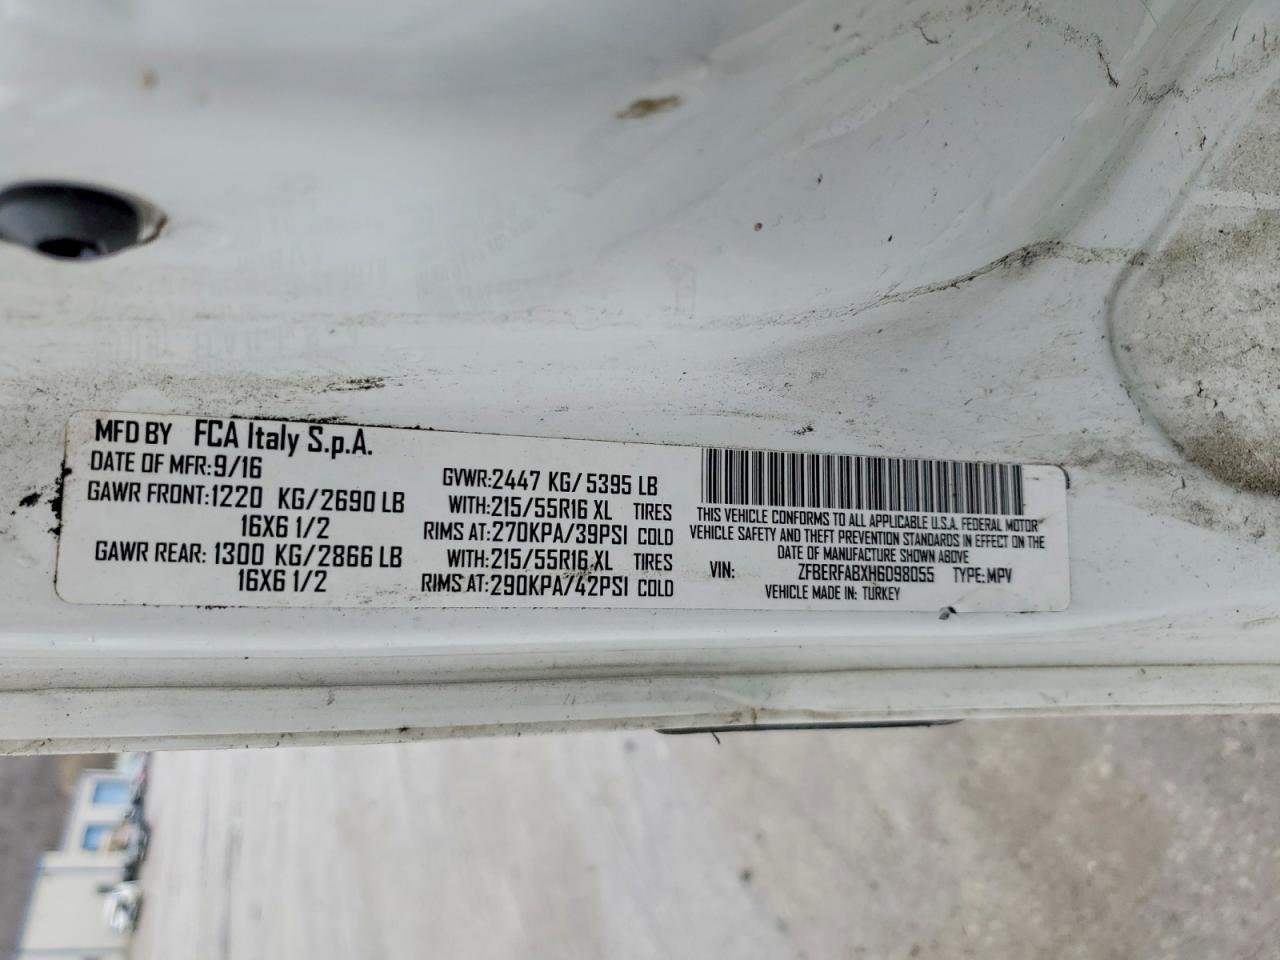 MFD BY FCA Italy S.p.A.
DATE OF MFR:9/16
GAWR FRONT:1220 KG/2690 LB
16X6 1/2
GAWR REAR: 1300 KG/2866 LB
16X6 1/2
GVWR:2447 KG/5395 LB
WITH:215/55R16 XL TIRES
RIMS AT:270KPA/39PSI COLD
WITH:215/55R16 XL TIRES
RIMS AT:290KPA/42PSI COLD
THIS VEHICLE CONFORMS TO ALL APPLICABLE U.S.A. FEDERAL MOTOR
VEHICLE SAFETY AND THEFT PREVENTION STANDARDS IN EFFECT ON THE
DATE OF MANUFACTURE SHOWN ABOVE
VIN: ZFBERFABXH6D98055 TYPE:MPV
VEHICLE MADE IN: TURKEY